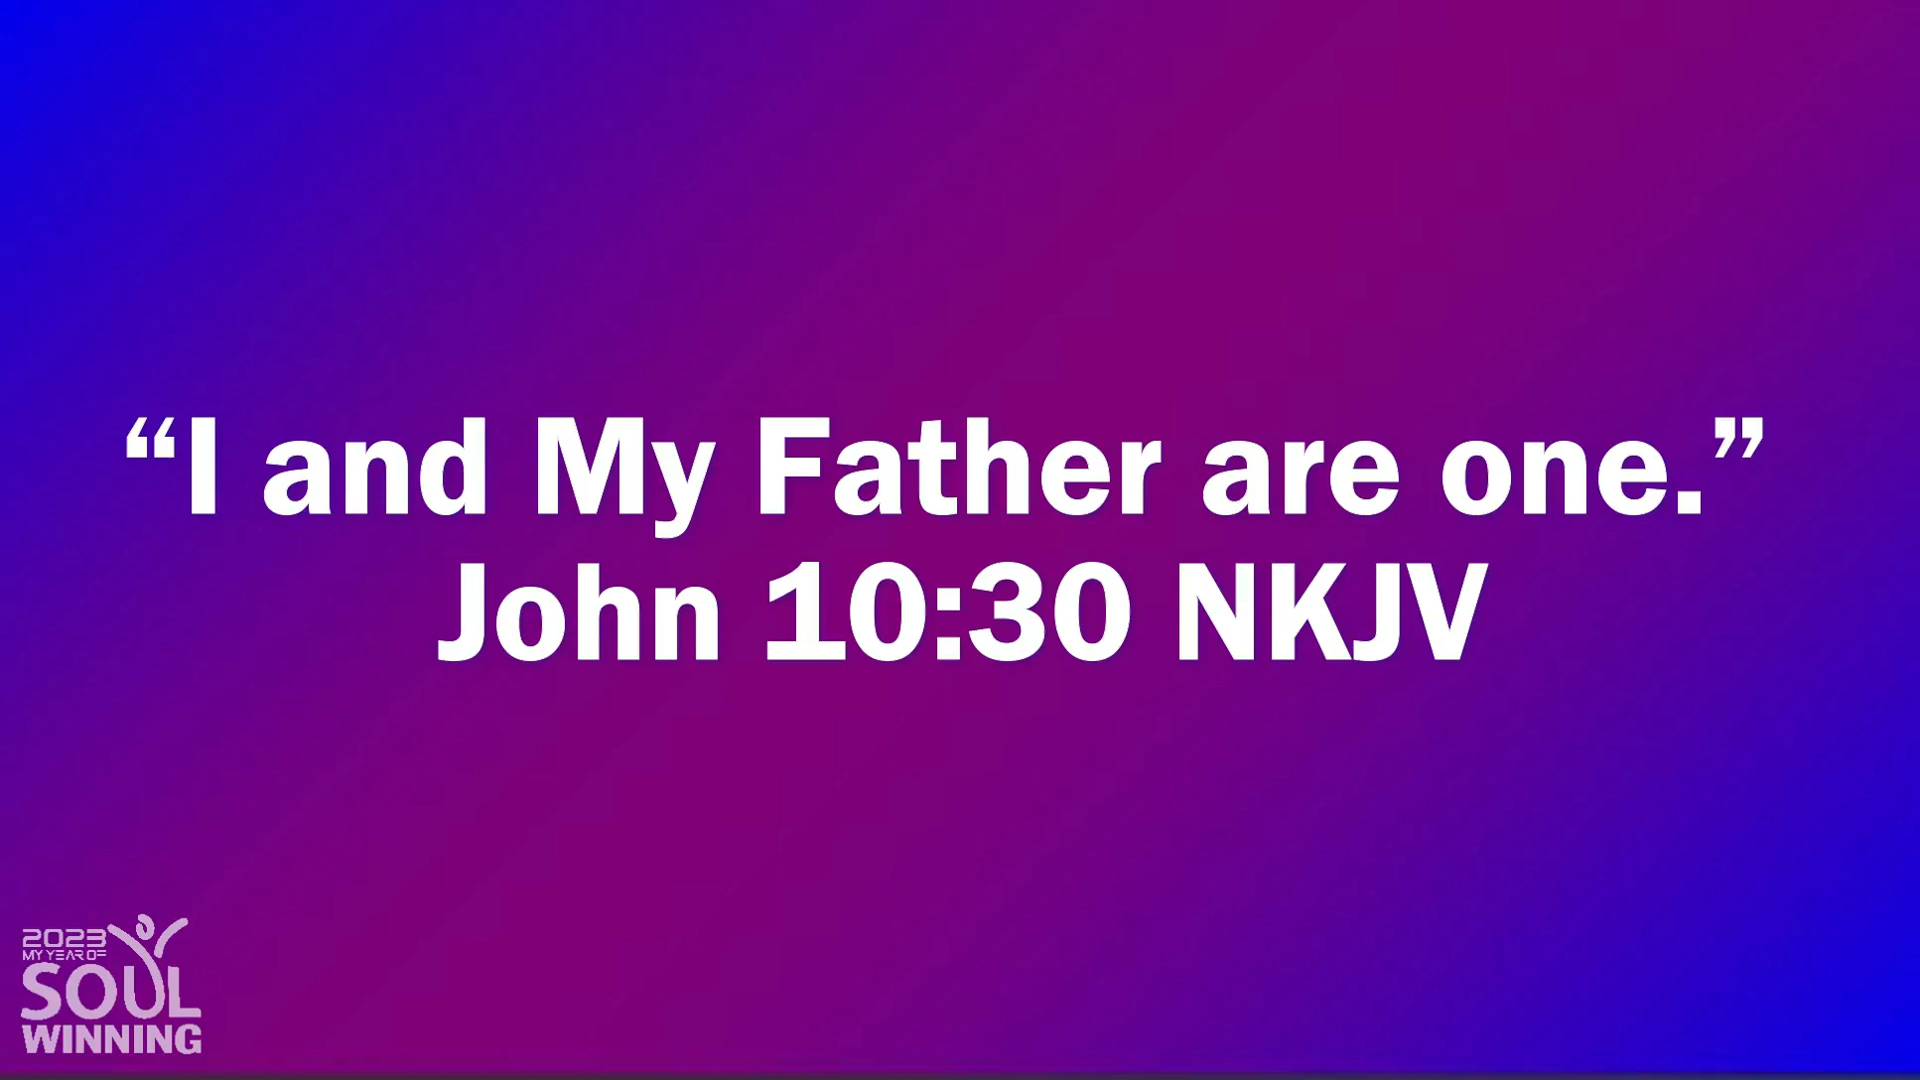 “I and My Father are one.”
John 10:30 NKJV
2023
MY YEAR OF
SOUL
WINNING